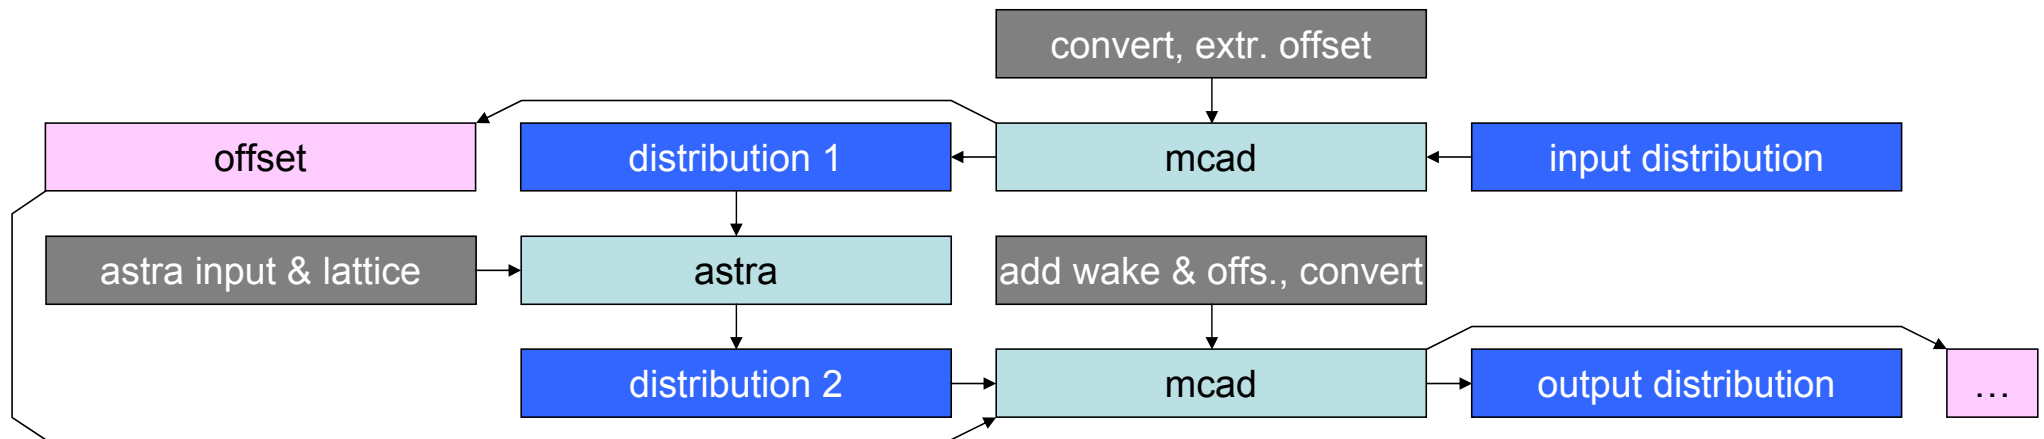 convert, extr. offset
offset
distribution 1
mcad
input distribution
astra input & lattice
astra
add wake & offs., convert
distribution 2
mcad
output distribution
...